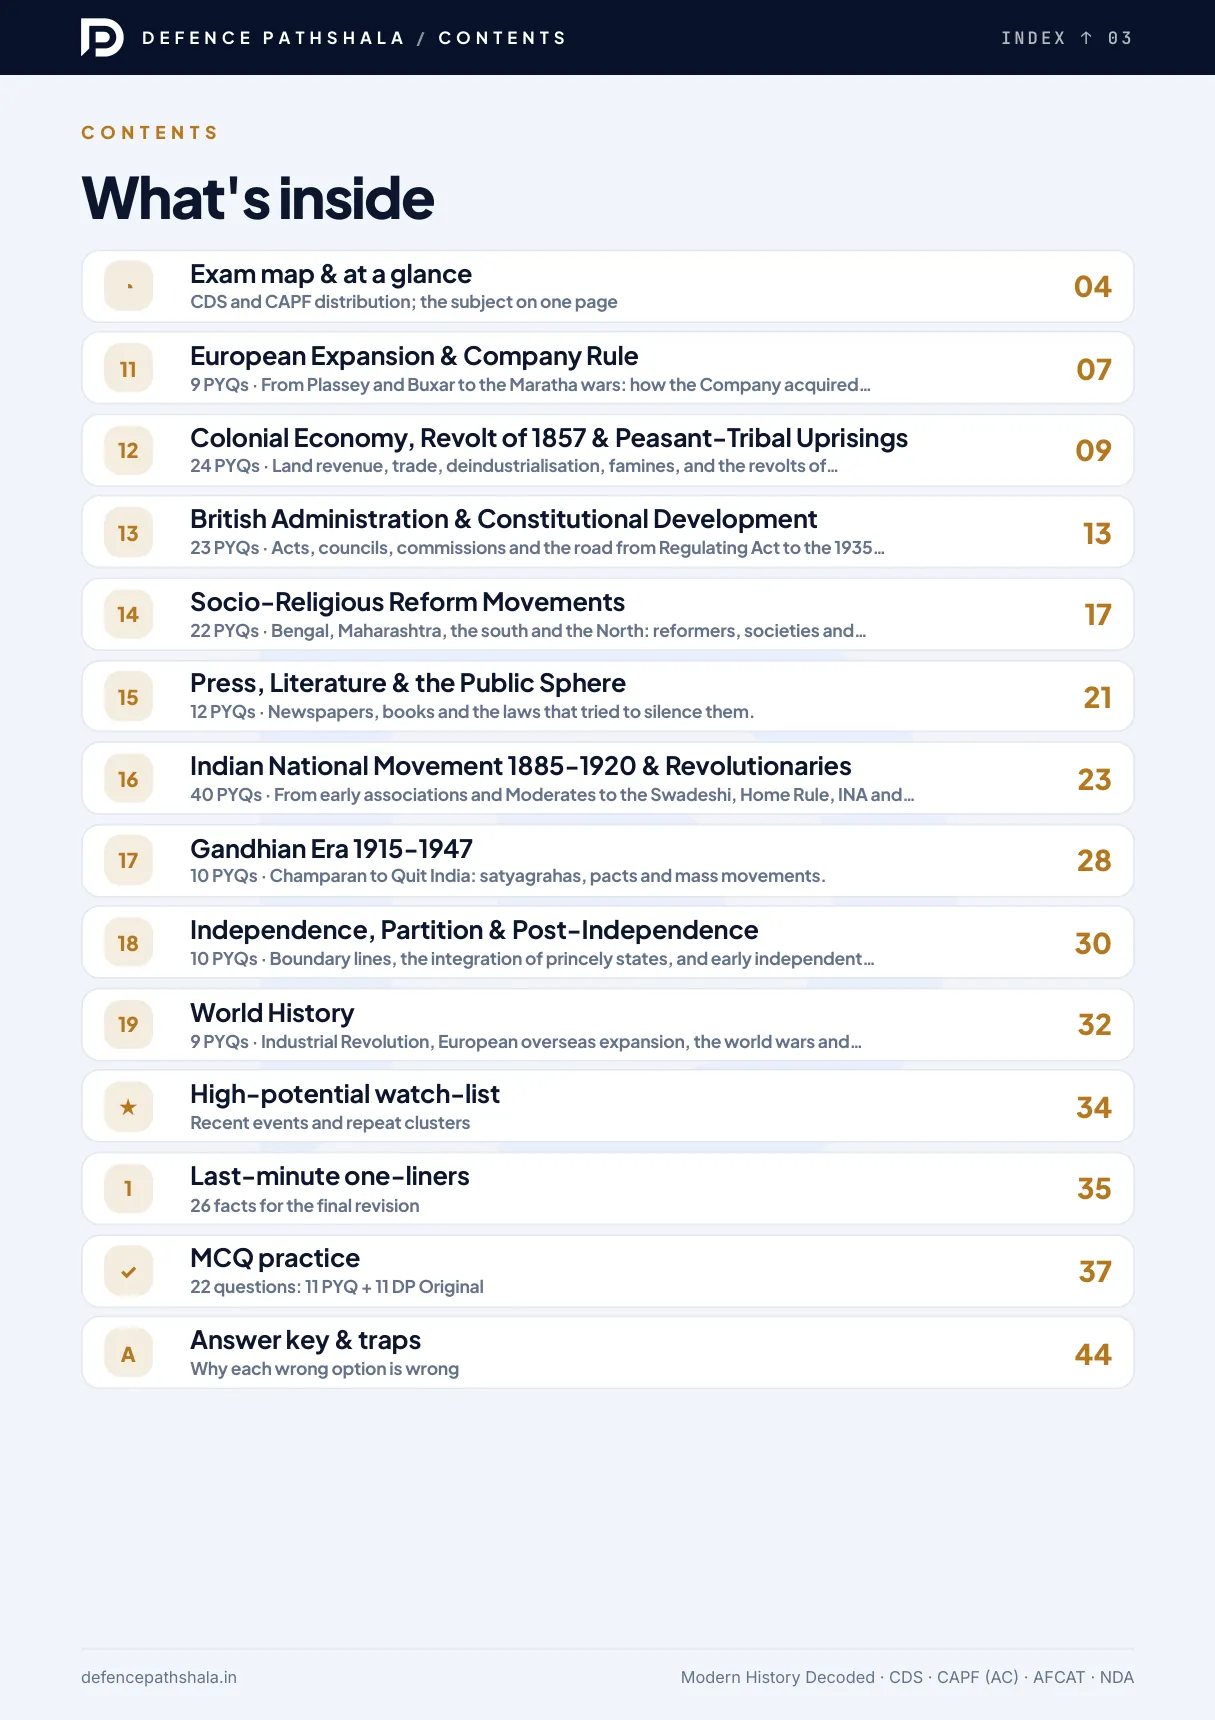 DEFENCE PATHSHALA / CONTENTS
INDEX ↑ 03
CONTENTS
What's inside
Exam map & at a glance
CDS and CAPF distribution; the subject on one page
04
11
European Expansion & Company Rule
9 PYQs · From Plassey and Buxar to the Maratha wars: how the Company acquired…
07
12
Colonial Economy, Revolt of 1857 & Peasant-Tribal Uprisings
24 PYQs · Land revenue, trade, deindustrialisation, famines, and the revolts of…
09
13
British Administration & Constitutional Development
23 PYQs · Acts, councils, commissions and the road from Regulating Act to the 1935…
13
14
Socio-Religious Reform Movements
22 PYQs · Bengal, Maharashtra, the south and the North: reformers, societies and…
17
15
Press, Literature & the Public Sphere
12 PYQs · Newspapers, books and the laws that tried to silence them.
21
16
Indian National Movement 1885-1920 & Revolutionaries
40 PYQs · From early associations and Moderates to the Swadeshi, Home Rule, INA and…
23
17
Gandhian Era 1915-1947
10 PYQs · Champaran to Quit India: satyagrahas, pacts and mass movements.
28
18
Independence, Partition & Post-Independence
10 PYQs · Boundary lines, the integration of princely states, and early independent…
30
19
World History
9 PYQs · Industrial Revolution, European overseas expansion, the world wars and…
32
★
High-potential watch-list
Recent events and repeat clusters
34
1
Last-minute one-liners
26 facts for the final revision
35
✓
MCQ practice
22 questions: 11 PYQ + 11 DP Original
37
A
Answer key & traps
Why each wrong option is wrong
44
defencepathshala.in
Modern History Decoded · CDS · CAPF (AC) · AFCAT · NDA